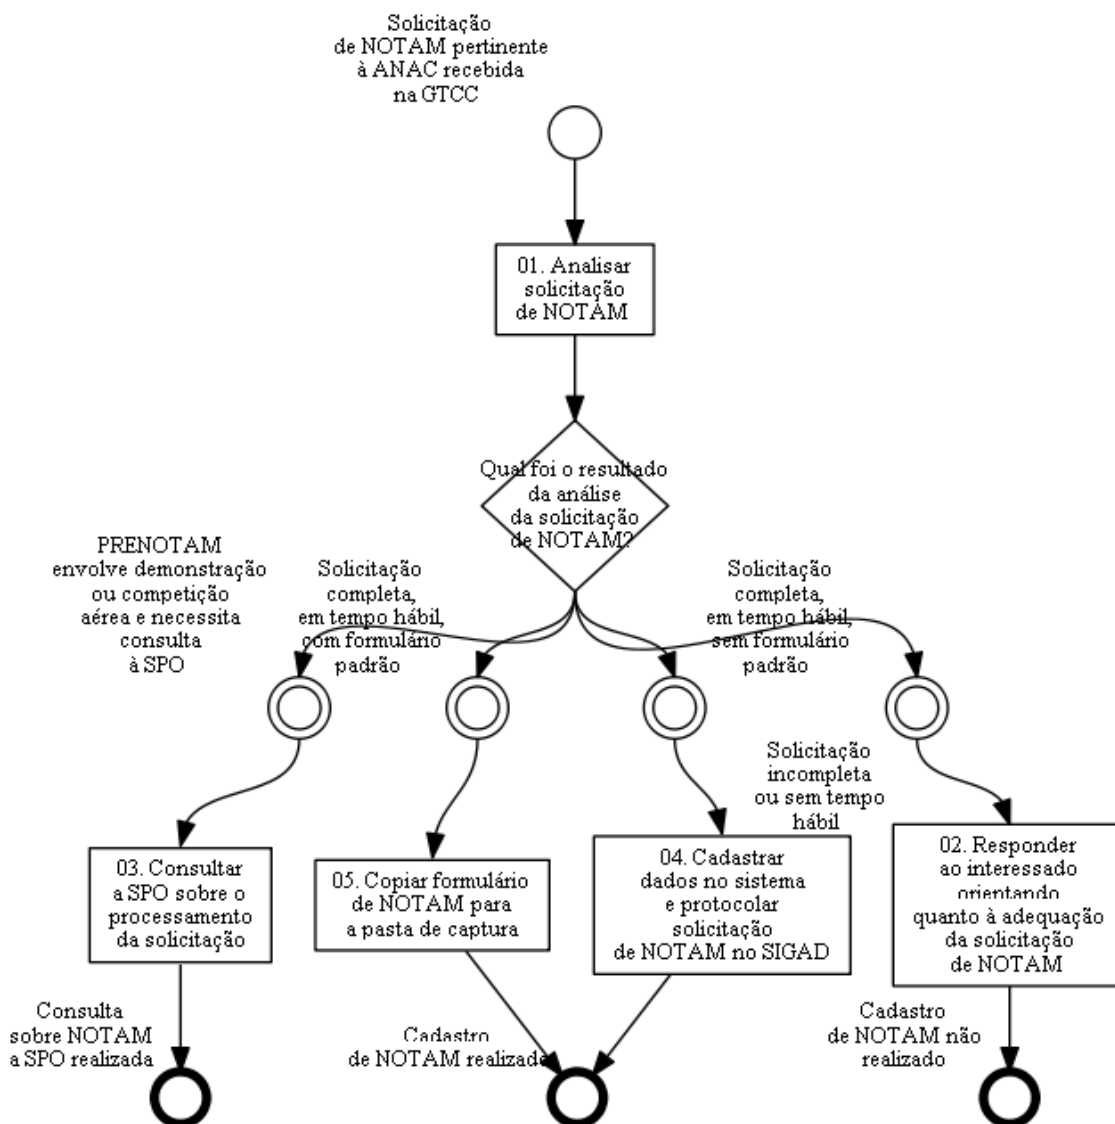 Solicitação
de NOTAM pertinente
à ANAC recebida
na GTCC
01. Analisar
solicitação
de NOTAM
Qual foi o resultado
da análise
da solicitação
de NOTAM?
PRENOTAM
envolve demonstração
ou competição
aérea e necessita
consulta
à SPO
Solicitação
completa,
em tempo hábil,
com formulário
padrão
Solicitação
completa,
em tempo hábil,
sem formulário
padrão
Solicitação
incompleta
ou sem tempo
hábil
03. Consultar
a SPO sobre o
processamento
da solicitação
05. Copiar formulário
de NOTAM para
a pasta de captura
04. Cadastrar
dados no sistema
e protocolar
solicitação
de NOTAM no SIGAD
02. Responder
ao interessado
orientando
quanto à adequação
da solicitação
de NOTAM
Consulta
sobre NOTAM
a SPO realizada
Cadastro
de NOTAM realizado
Cadastro
de NOTAM não
realizado